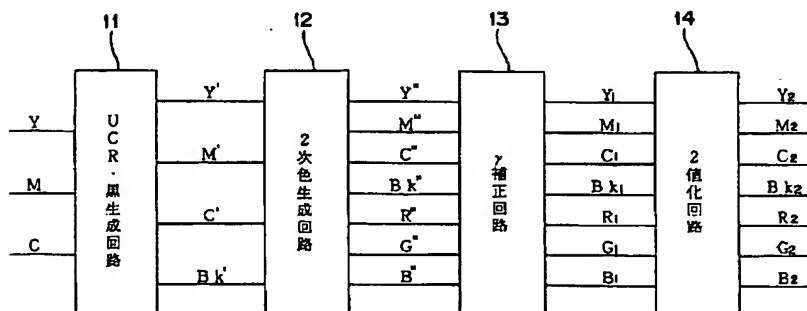 11
12
13
14
Y
M
C
UCR・黒生成回路
Y'
M'
C'
Bk'
2次色生成回路
Y"
M"
C"
Bk"
R"
G"
B"
γ補正回路
Y1
M1
C1
Bk1
R1
G1
B1
2値化回路
Y2
M2
C2
Bk2
R2
G2
B2